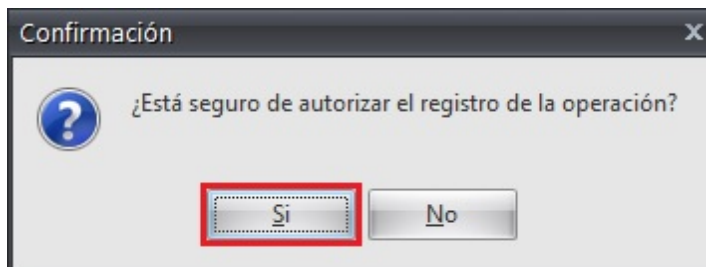 Confirmación
x
¿Está seguro de autorizar el registro de la operación?
Si
No